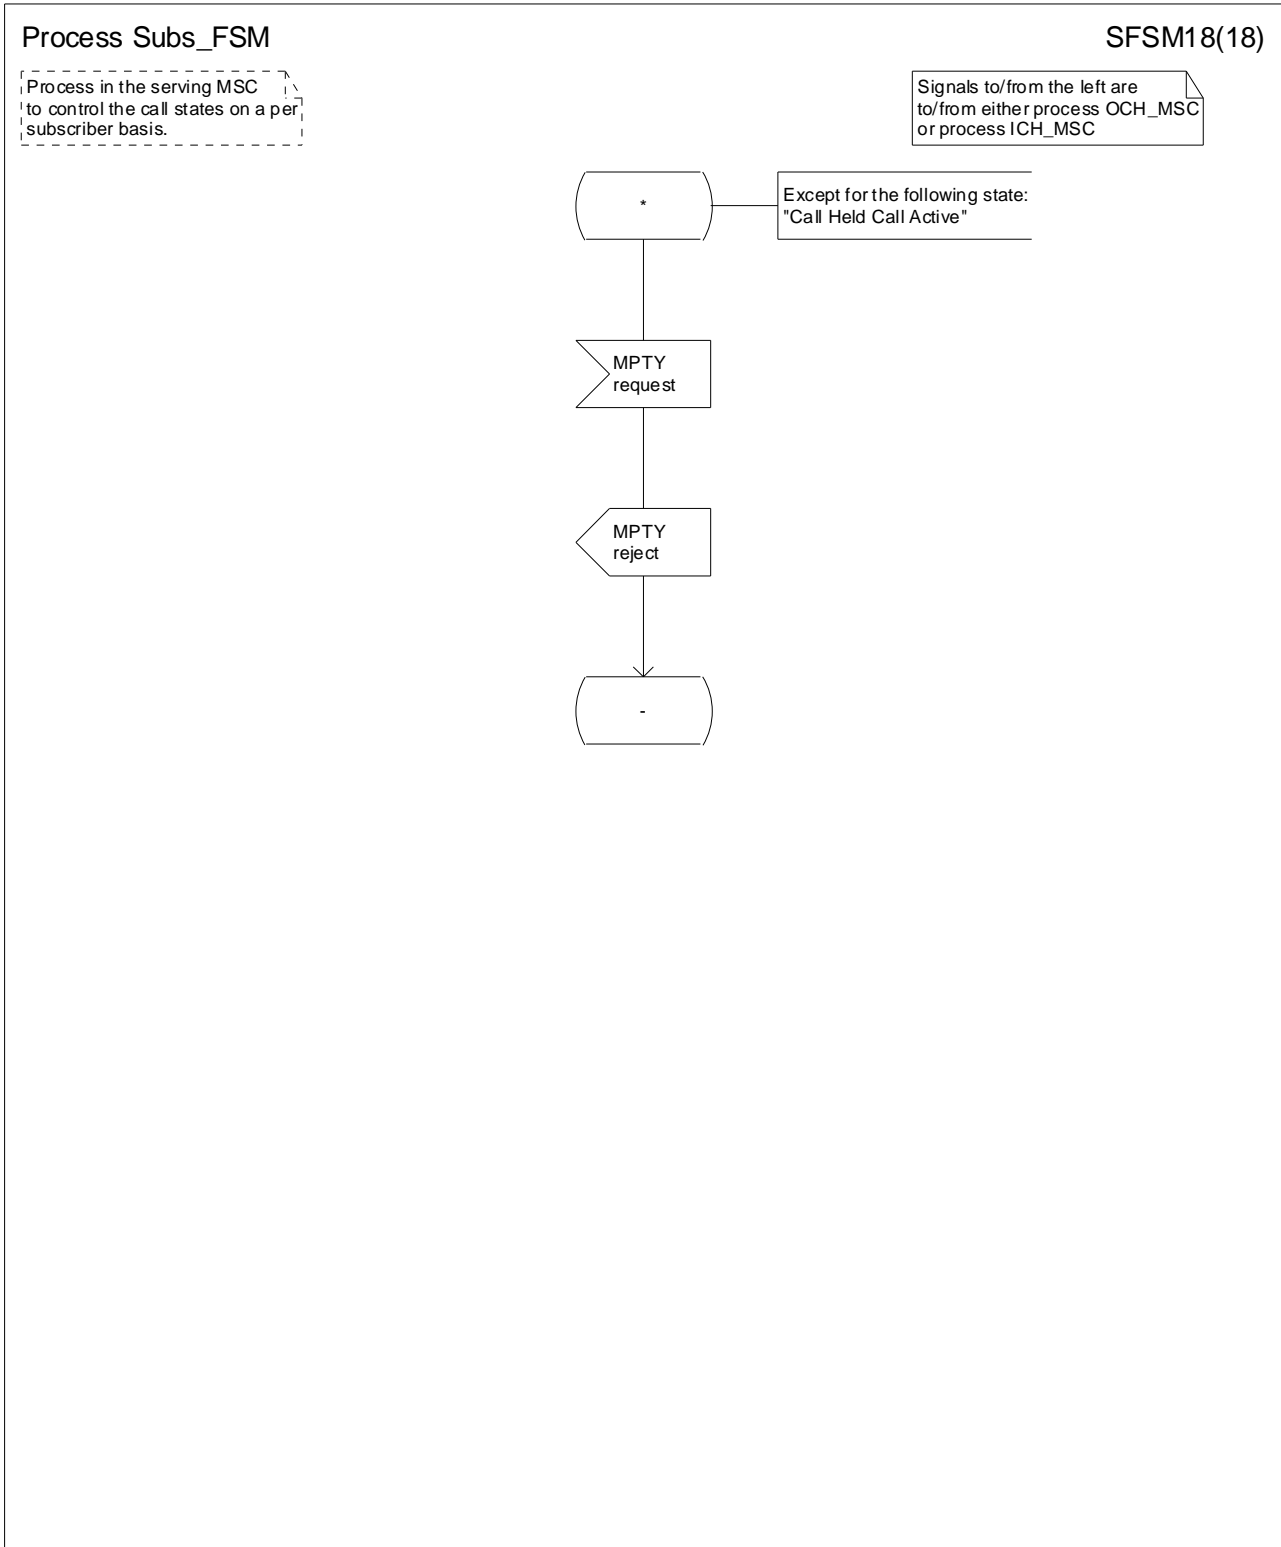 Process Subs_FSM
SFSM18(18)
Process in the serving MSC
to control the call states on a per
subscriber basis.
Signals to/from the left are
to/from either process OCH_MSC
or process ICH_MSC
*
Except for the following state:
"Call Held Call Active"
MPTY
request
MPTY
reject
-